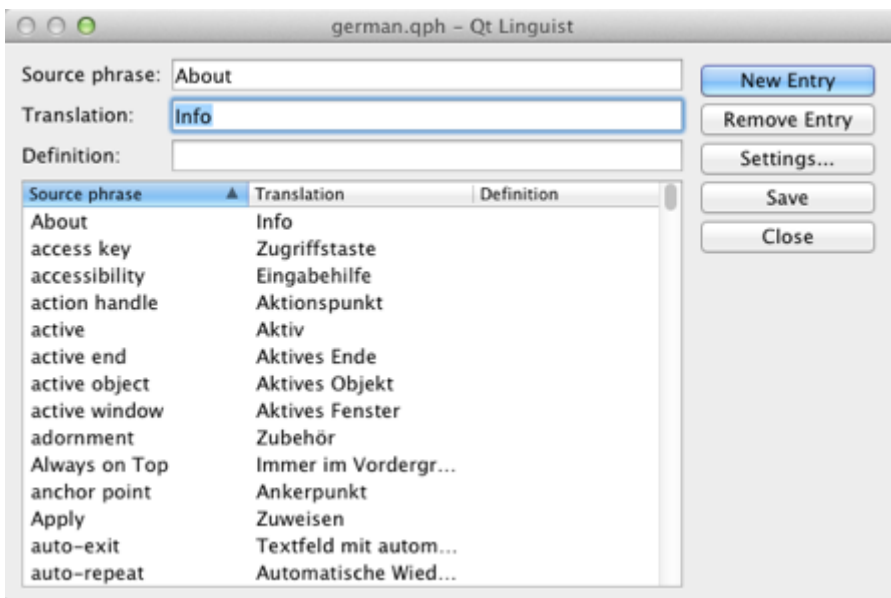 german.qph – Qt Linguist
Source phrase: About
New Entry
Translation: Info
Remove Entry
Definition:
Settings...
Source phrase Translation Definition
Save
About Info
Close
access key Zugriffstaste
accessibility Eingabehilfe
action handle Aktionspunkt
active Aktiv
active end Aktives Ende
active object Aktives Objekt
active window Aktives Fenster
adornment Zubehör
Always on Top Immer im Vordergr...
anchor point Ankerpunkt
Apply Zuweisen
auto-exit Textfeld mit autom...
auto-repeat Automatische Wied...